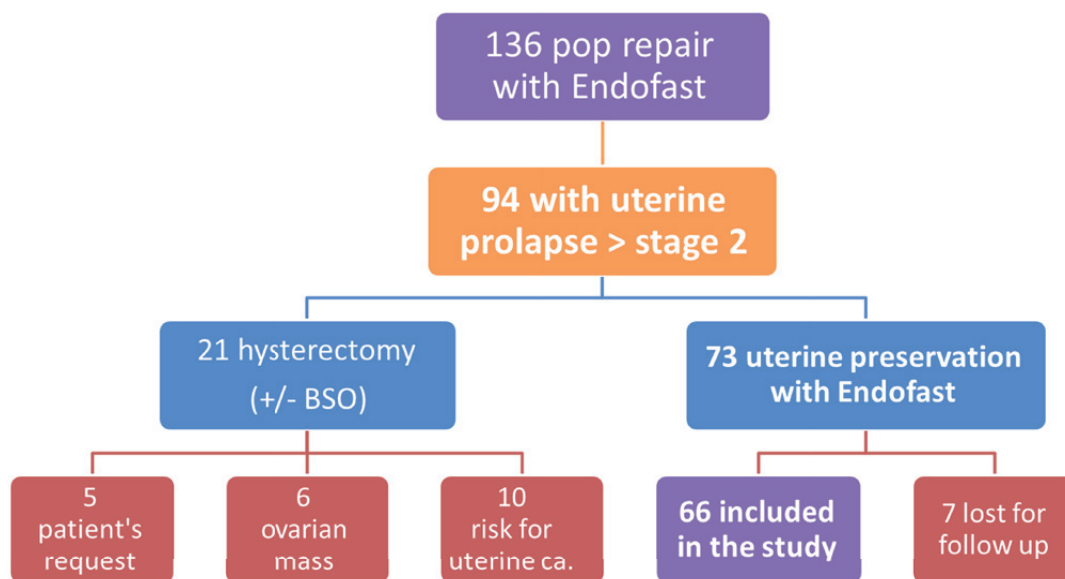 136 pop repair
with Endofast
94 with uterine
prolapse > stage 2
21 hysterectomy
(+/- BSO)
73 uterine preservation
with Endofast
5
patient's
request
6
ovarian
mass
10
risk for
uterine ca.
66 included
in the study
7 lost for
follow up